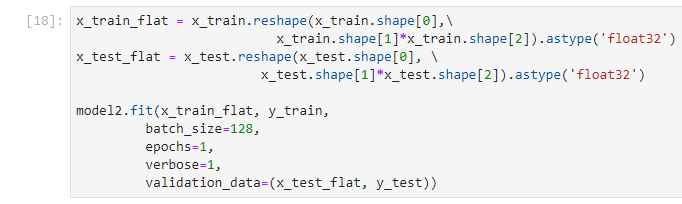 [18]: x_train_flat = x_train.reshape(x_train.shape[0],\
x_train.shape[1]*x_train.shape[2]).astype('float32')
x_test_flat = x_test.reshape(x_test.shape[0], \
x_test.shape[1]*x_test.shape[2]).astype('float32')
model2.fit(x_train_flat, y_train,
batch_size=128,
epochs=1,
verbose=1,
validation_data=(x_test_flat, y_test))